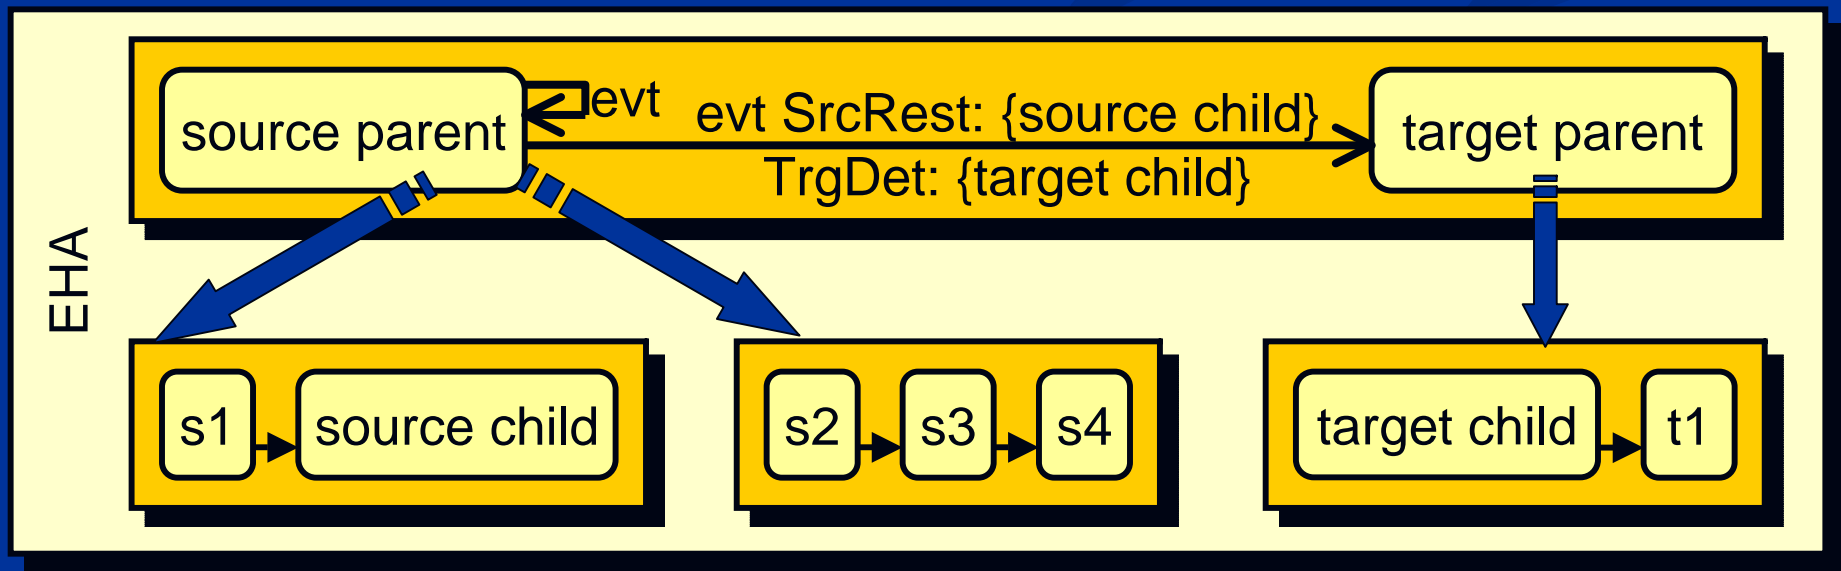 EHA
source parent
evt
evt SrcRest: {source child}
TrgDet: {target child}
target parent
s1
source child
s2
s3
s4
target child
t1